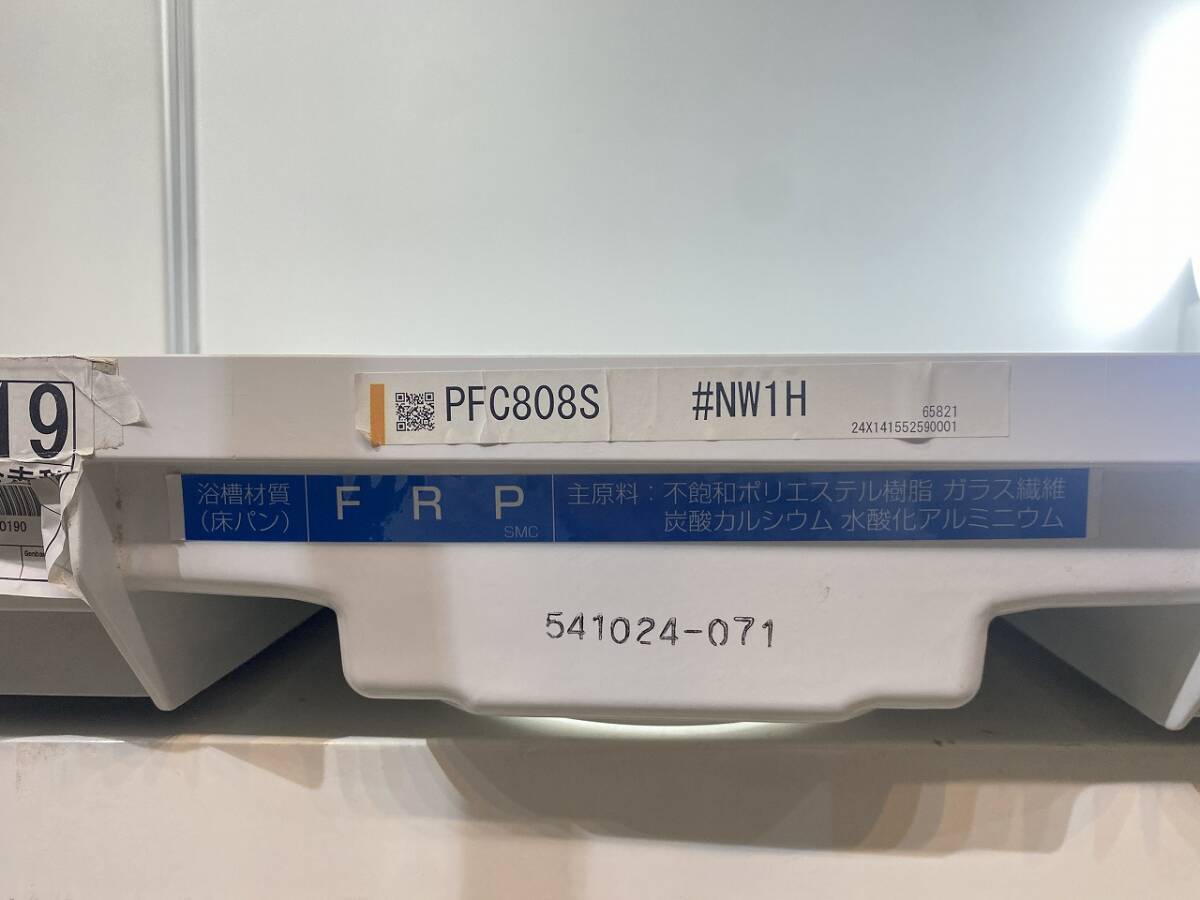 19
PFC808S #NW1H
65821
24X141552590001
0190
浴槽材質
(床パン)
FRP
SMC
主原料：不飽和ポリエステル樹脂 ガラス繊維
炭酸カルシウム 水酸化アルミニウム
541024-071